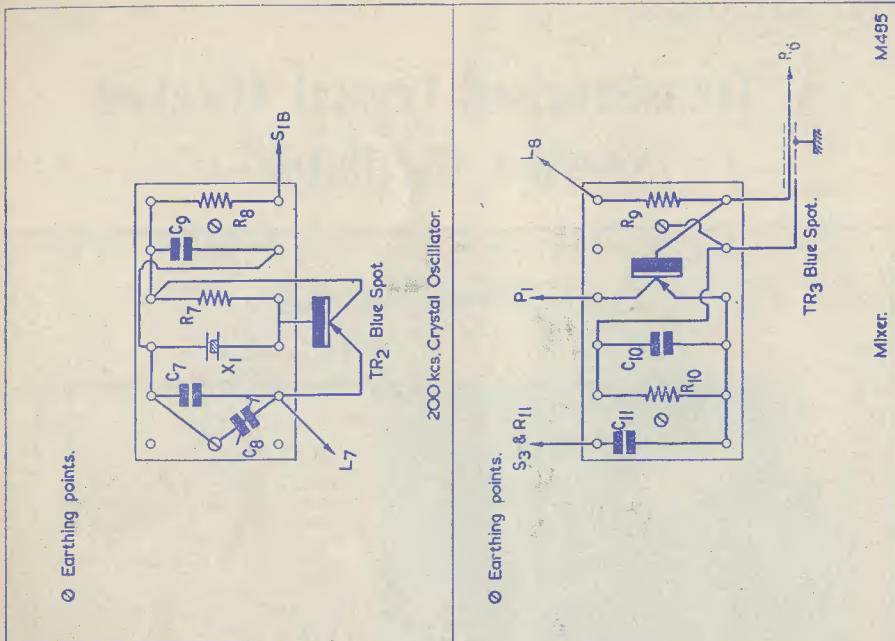 Ø Earthing points.
C9
R8
S1B
R7
C7
X1
C8
TR2 Blue Spot
L7
200 kcs. Crystal Oscillator.
Ø Earthing points.
L8
R9
P1
C10
R10
C11
S3 & R11
R6
TR3 Blue Spot.
Mixer.
M485